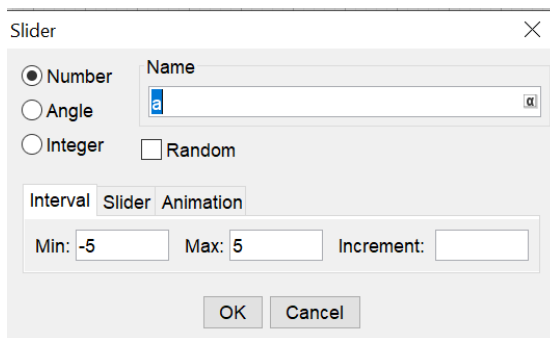 Slider
Number
Angle
Integer
Name
a
α
Random
Interval Slider Animation
Min: -5 Max: 5 Increment:
OK Cancel